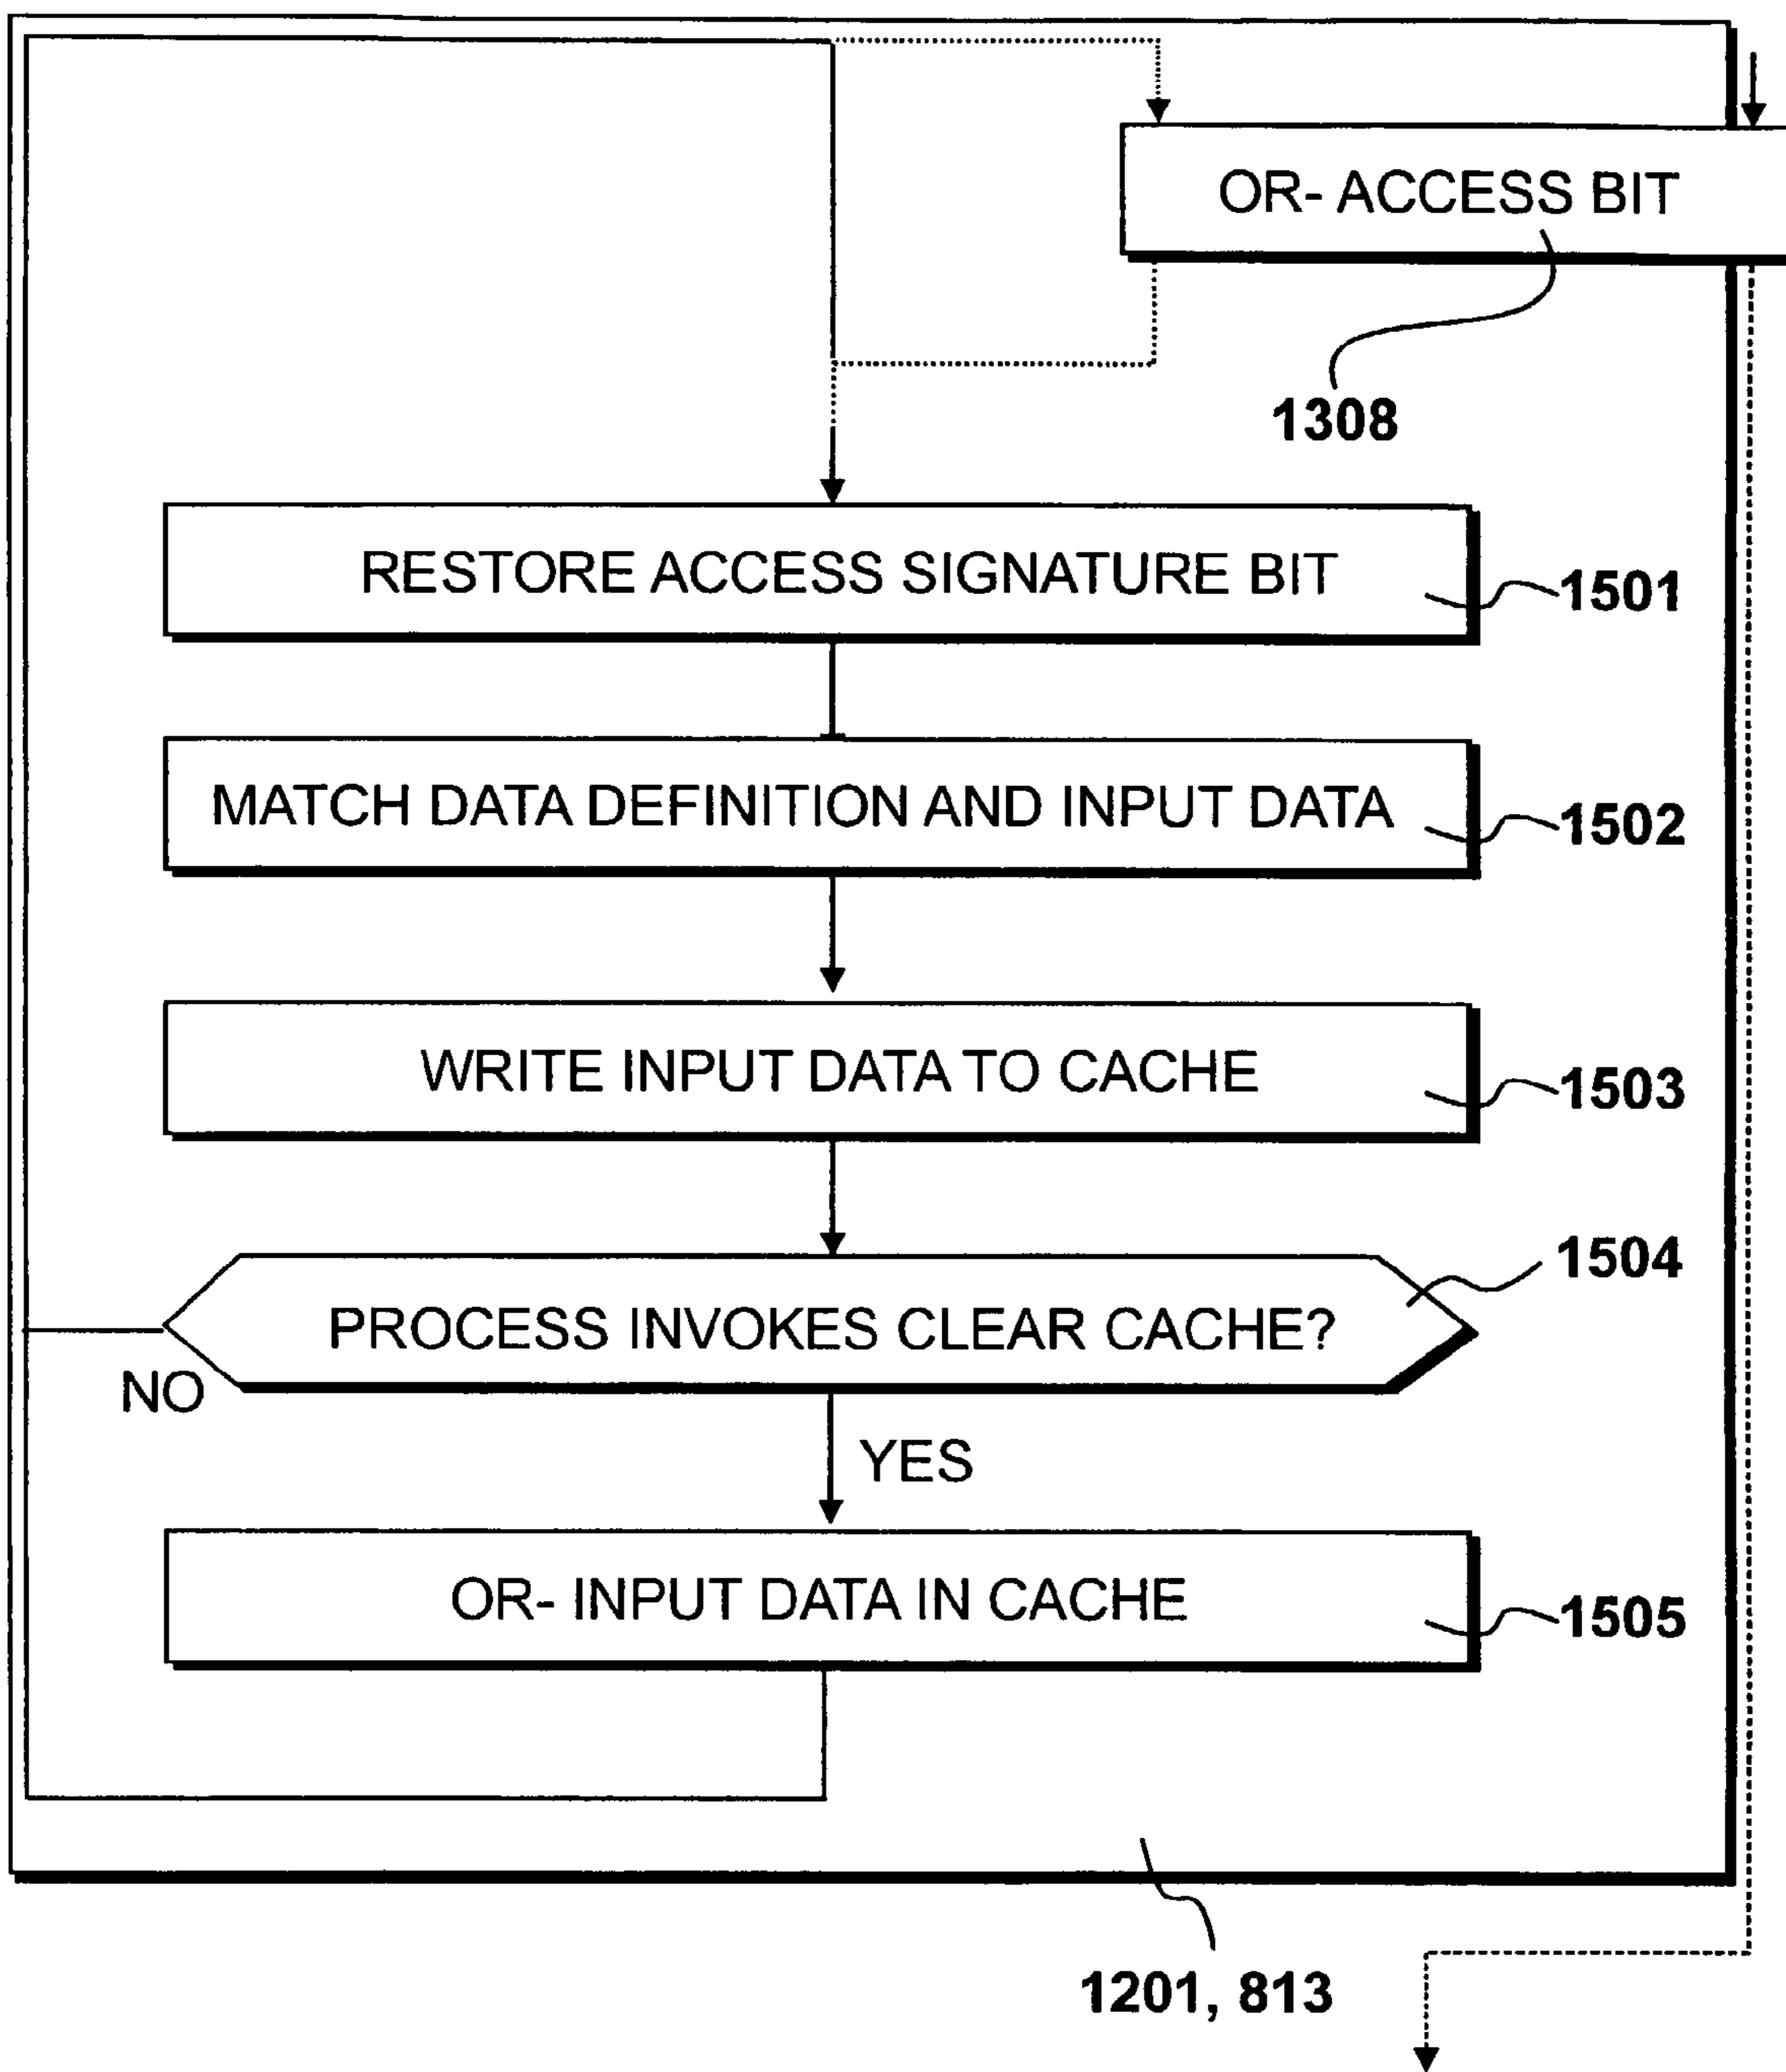 OR- ACCESS BIT
1308
RESTORE ACCESS SIGNATURE BIT
1501
MATCH DATA DEFINITION AND INPUT DATA
1502
WRITE INPUT DATA TO CACHE
1503
1504
PROCESS INVOKES CLEAR CACHE?
NO
YES
OR- INPUT DATA IN CACHE
1505
1201, 813